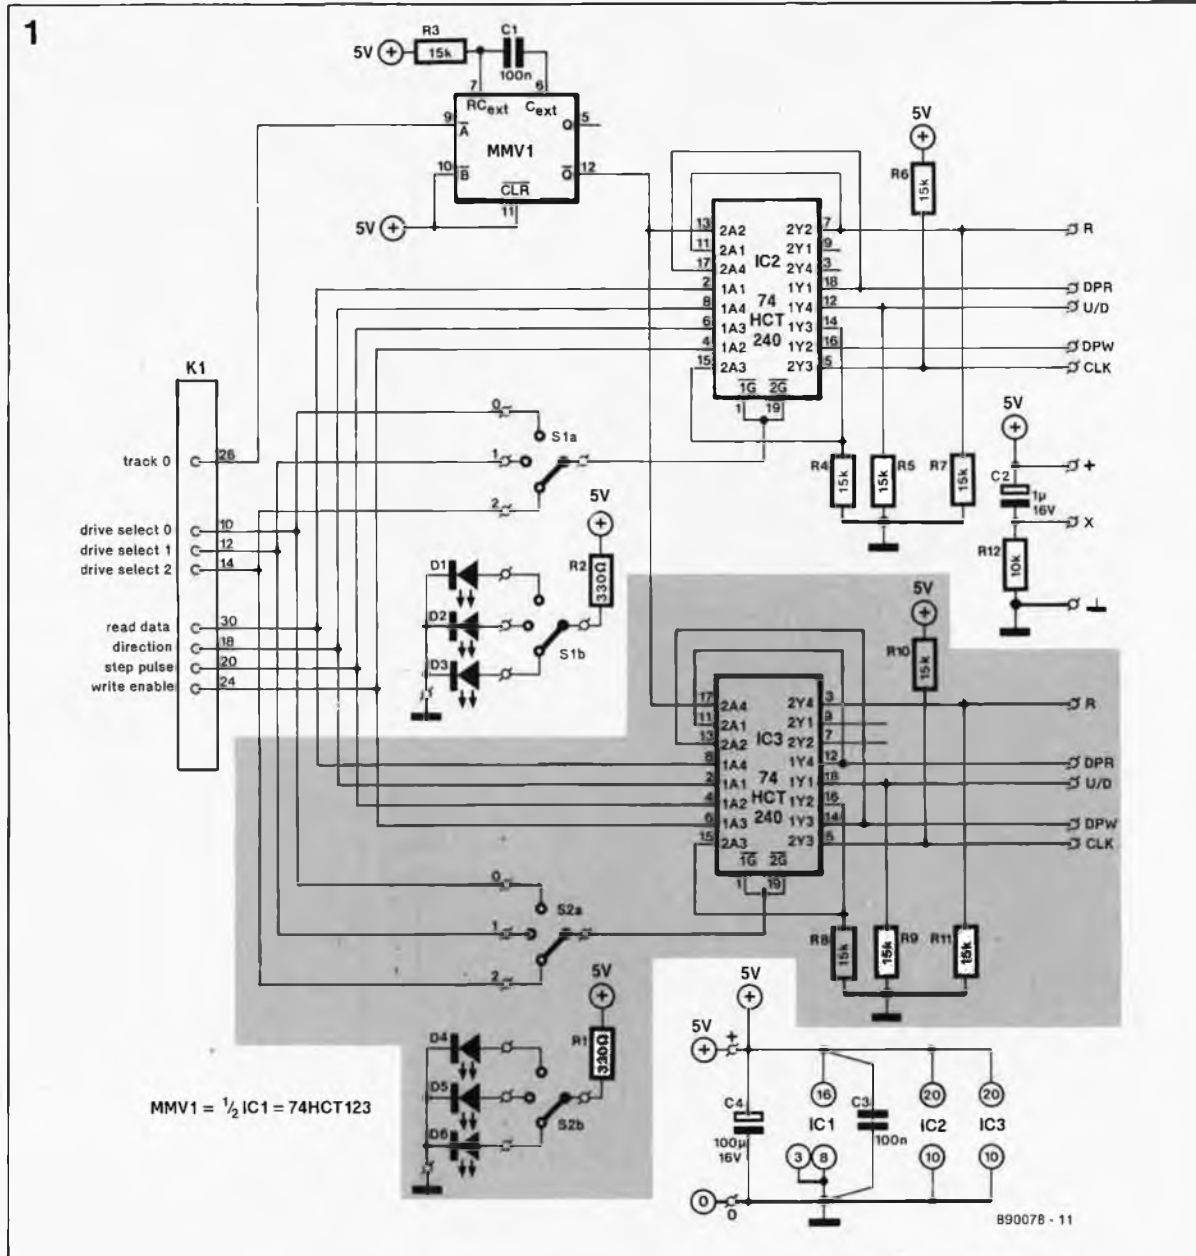 1
R3
C1
5V
15k
100n
7
6
RCext
Cext
9
A
Q
5
MMV1
10
B
Q
12
CLR
11
5V
5V
R6
15k
13
2A2
2Y2
7
R
11
2A1
2Y1
9
IC2
17
2A4
2Y4
3
2
1A1
1Y1
18
DPR
74
8
1A4
1Y4
12
U/D
HCT
6
1A3
1Y3
14
240
4
1A2
1Y2
16
DPW
15
2A3
2Y3
5
CLK
1G
2G
1
19
K1
0
S1a
1
2
track 0
26
drive select 0
10
drive select 1
12
drive select 2
14
read data
30
direction
18
step pulse
20
write enable
24
5V
R4
15k
R5
15k
R7
15k
C2
1µ
16V
+
X
R12
10k
⊥
5V
D1
R2
330Ω
D2
D3
S1b
5V
R10
15k
17
2A4
2Y4
3
R
11
2A1
2Y1
9
IC3
13
2A2
2Y2
7
8
1A4
1Y4
12
DPR
74
2
1A1
1Y1
18
U/D
HCT
4
1A2
1Y2
16
240
6
1A3
1Y3
14
DPW
15
2A3
2Y3
5
CLK
1G
2G
1
19
0
S2a
1
2
R8
15k
R9
15k
R11
15k
5V
D4
R1
330Ω
D5
D6
S2b
5V
5V
+
C4
100µ
16V
16
IC1
3
8
C3
100n
20
IC2
10
20
IC3
10
0
0
MMV1 = ½ IC1 = 74HCT123
890078 - 11